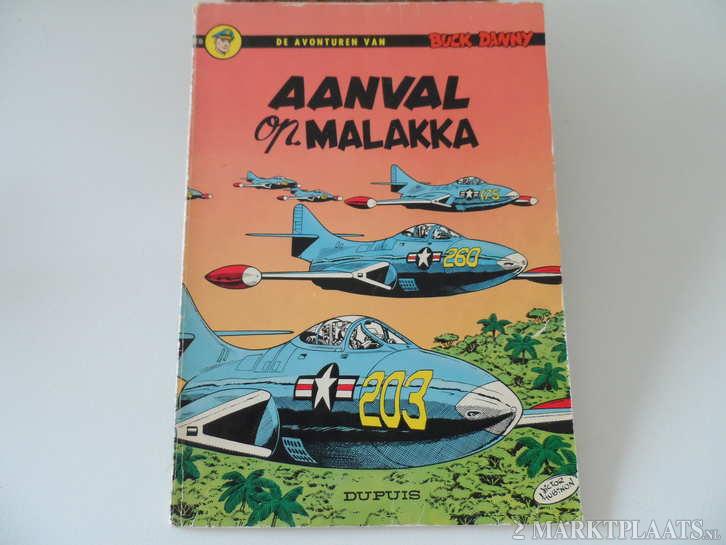 DE AVONTUREN VAN BUCK DANNY
AANVAL
op MALAKKA
175
260
203
VICTOR
HUBINON
DUPUIS
2 MARKTPLAATS.NL